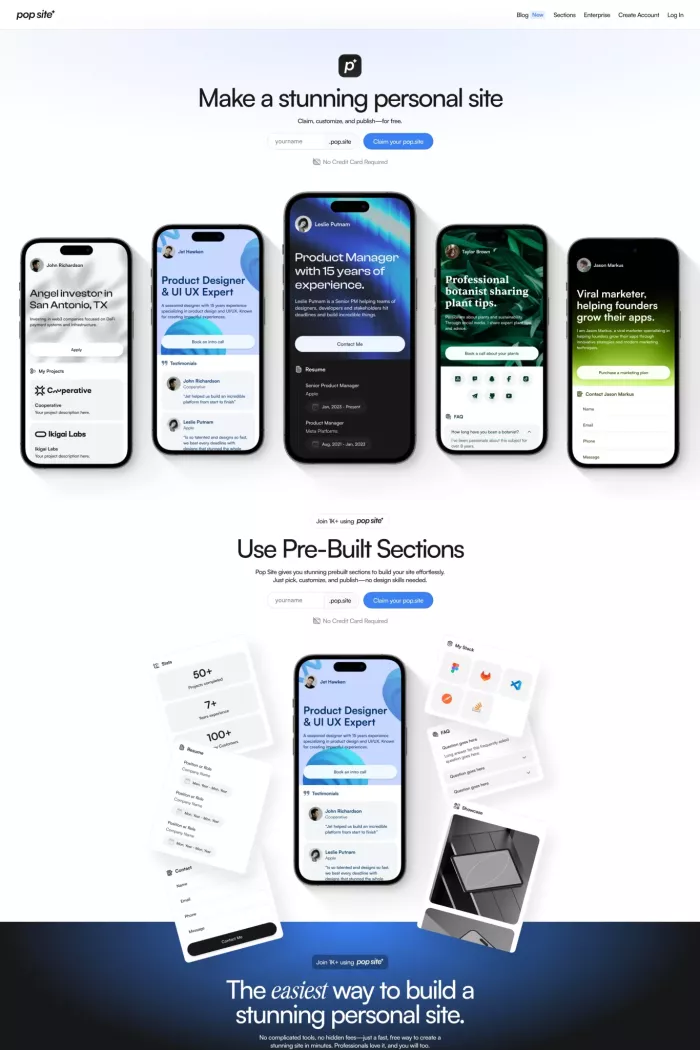 pop site
Blog New Sections Enterprise Create Account Log In
p
Make a stunning personal site
Claim, customize, and publish—for free.
yourname .pop.site Claim your pop.site
No Credit Card Required
John Richardson
Angel investor in
San Antonio, TX
Investing in web3 companies focused on DeFi
payment systems and infrastructure.
Apply
My Projects
Cooperative
Cooperative
Your project description here.
Ikigai Labs
Ikigai Labs
Your project description here.
Jet Hawken
Product Designer
& UI UX Expert
A seasoned designer with 15 years experience
specializing in product design and UI/UX. Known
for creating impactful experiences.
Book an intro call
Testimonials
John Richardson
Cooperative
"Jet helped us build an incredible
platform from start to finish"
Leslie Putnam
Apple
"Is so talented and designs so fast,
we beat every deadline with
designs that stunned the whole
Leslie Putnam
Product Manager
with 15 years of
experience.
Leslie Putnam is a Senior PM helping teams of
designers, developers and stakeholders hit
deadlines and build incredible things.
Contact Me
Resume
Senior Product Manager
Apple
Jan, 2023 - Present
Product Manager
Meta Platforms
Aug, 2021 - Jan, 2022
Taylor Brown
Professional
botanist sharing
plant tips.
Passionate about plants and sustainability.
Through social media, I share expert plant tips
and advice.
Book a call about your plants
FAQ
How long have you been a botanist?
I've been passionate about this subject for
over 8 years.
Jason Markus
Viral marketer,
helping founders
grow their apps.
I am Jason Markus, a viral marketer specializing in
helping founders grow their apps through
innovative strategies and modern marketing
techniques.
Purchase a marketing plan
Contact Jason Markus
Name
Email
Phone
Message
Join 1K+ using pop site
Use Pre-Built Sections
Pop Site gives you stunning prebuilt sections to build your site effortlessly.
Just pick, customize, and publish—no design skills needed.
yourname .pop.site Claim your pop.site
No Credit Card Required
Stats
50+
Projects completed
7+
Years experience
100+
Customers
Resume
Position or Role
Company Name
Mon, Year - Mon, Year
Position or Role
Company Name
Mon, Year - Mon, Year
Position or Role
Company Name
Mon, Year - Mon, Year
Contact
Name
Email
Phone
Message
Contact Me
Jet Hawken
Product Designer
& UI UX Expert
A seasoned designer with 15 years experience
specializing in product design and UI/UX. Known
for creating impactful experiences.
Book an intro call
Testimonials
John Richardson
Cooperative
"Jet helped us build an incredible
platform from start to finish"
Leslie Putnam
Apple
"Is so talented and designs so fast,
we beat every deadline with
designs that stunned the whole
My Stack
FAQ
Question goes here
Long answer for this frequently asked
question goes here.
Question goes here
Question goes here
Showcase
Join 1K+ using pop site
The easiest way to build a
stunning personal site.
No complicated tools, no hidden fees—just a fast, free way to create a
stunning site in minutes. Professionals love it, and you will too.